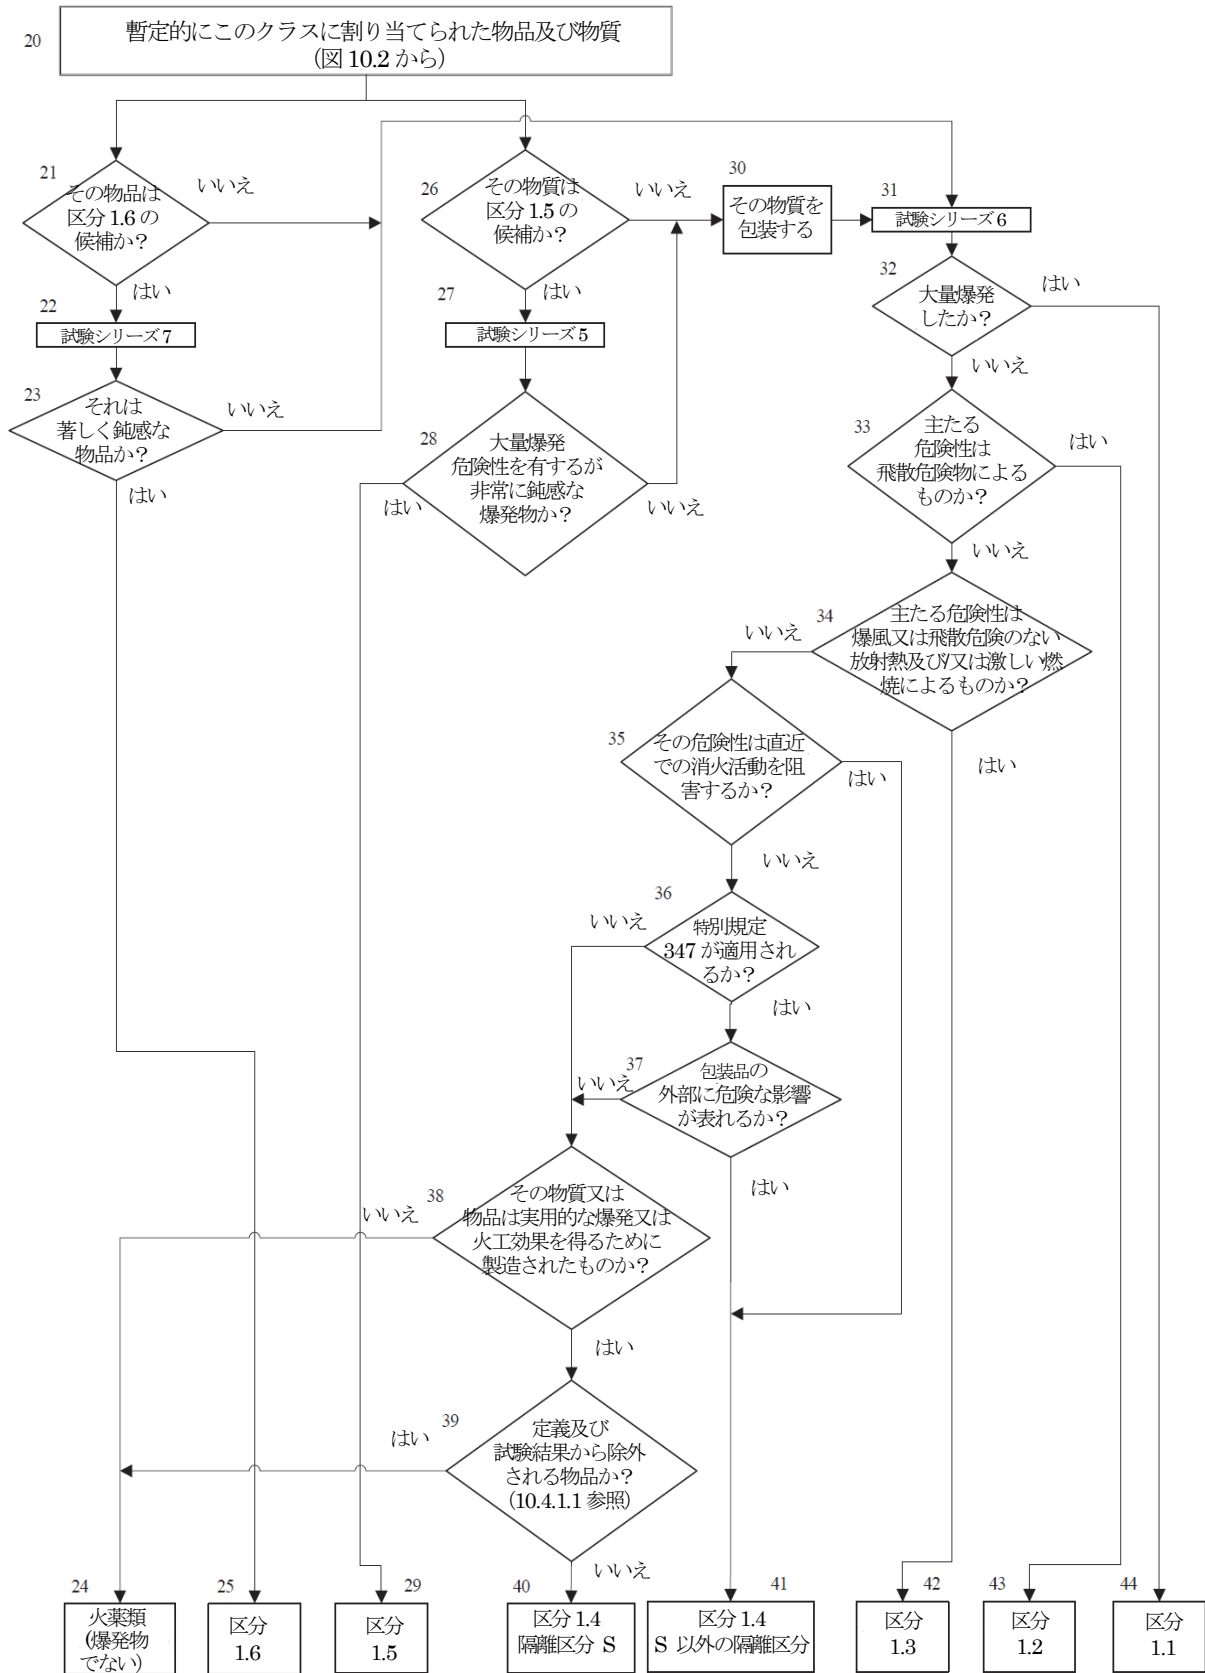 20
暫定的にこのクラスに割り当てられた物品及び物質
(図 10.2 から)
21
その物品は
区分 1.6 の
候補か？
いいえ
はい
22
試験シリーズ 7
23
それは
著しく鈍感な
物品か？
いいえ
はい
26
その物質は
区分 1.5 の
候補か？
いいえ
はい
27
試験シリーズ 5
28
大量爆発
危険性を有するが
非常に鈍感な
爆発物か？
はい
いいえ
30
その物質を
包装する
31
試験シリーズ 6
32
大量爆発
したか？
はい
いいえ
33
主たる
危険性は
飛散危険物による
ものか？
はい
いいえ
34
主たる危険性は
爆風又は飛散危険のない
放射熱及び/又は激しい燃
焼によるものか？
いいえ
はい
35
その危険性は直近
での消火活動を阻
害するか？
はい
いいえ
36
特別規定
347 が適用され
るか？
いいえ
はい
37
包装品の
外部に危険な影響
が表れるか？
いいえ
はい
38
その物質又は
物品は実用的な爆発又は
火工効果を得るために
製造されたものか？
いいえ
はい
39
定義及び
試験結果から除外
される物品か？
(10.4.1.1 参照)
はい
いいえ
24
火薬類
(爆発物
でない)
25
区分
1.6
29
区分
1.5
40
区分 1.4
隔離区分 S
41
区分 1.4
S 以外の隔離区分
42
区分
1.3
43
区分
1.2
44
区分
1.1